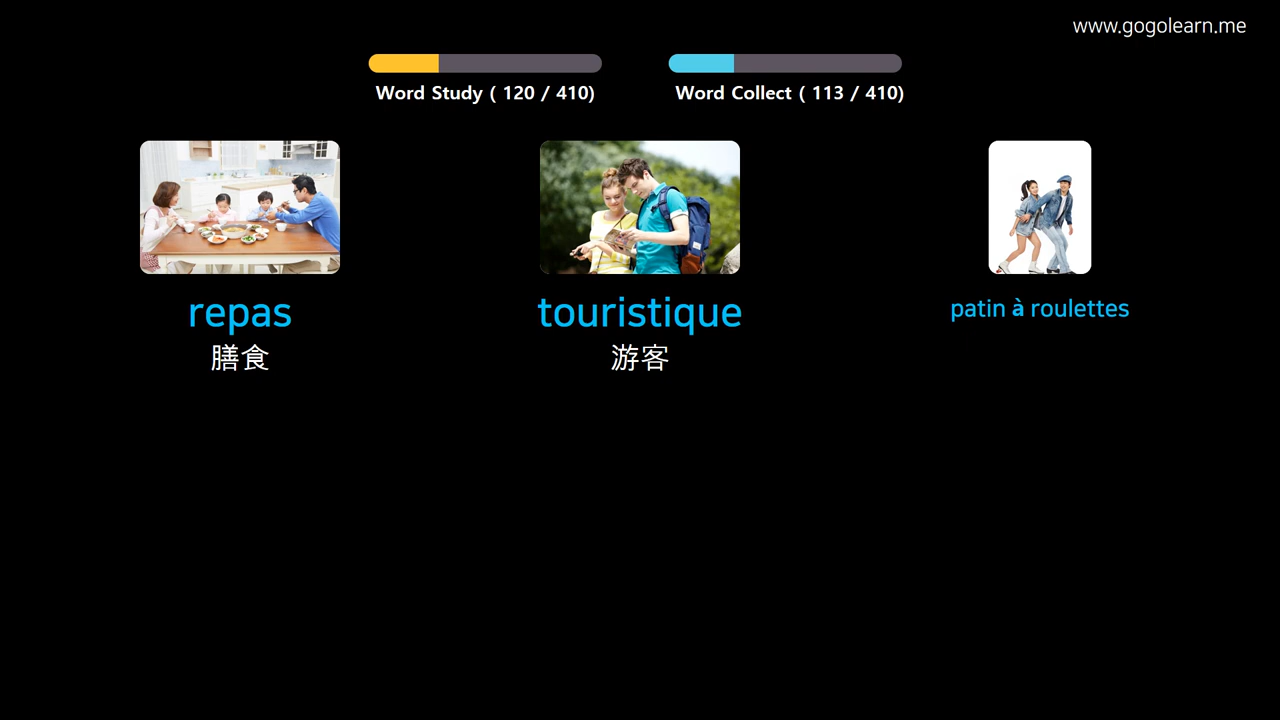 www.gogolearn.me
Word Study ( 120 / 410)
Word Collect ( 113 / 410)
repas
touristique
patin à roulettes
膳食
游客